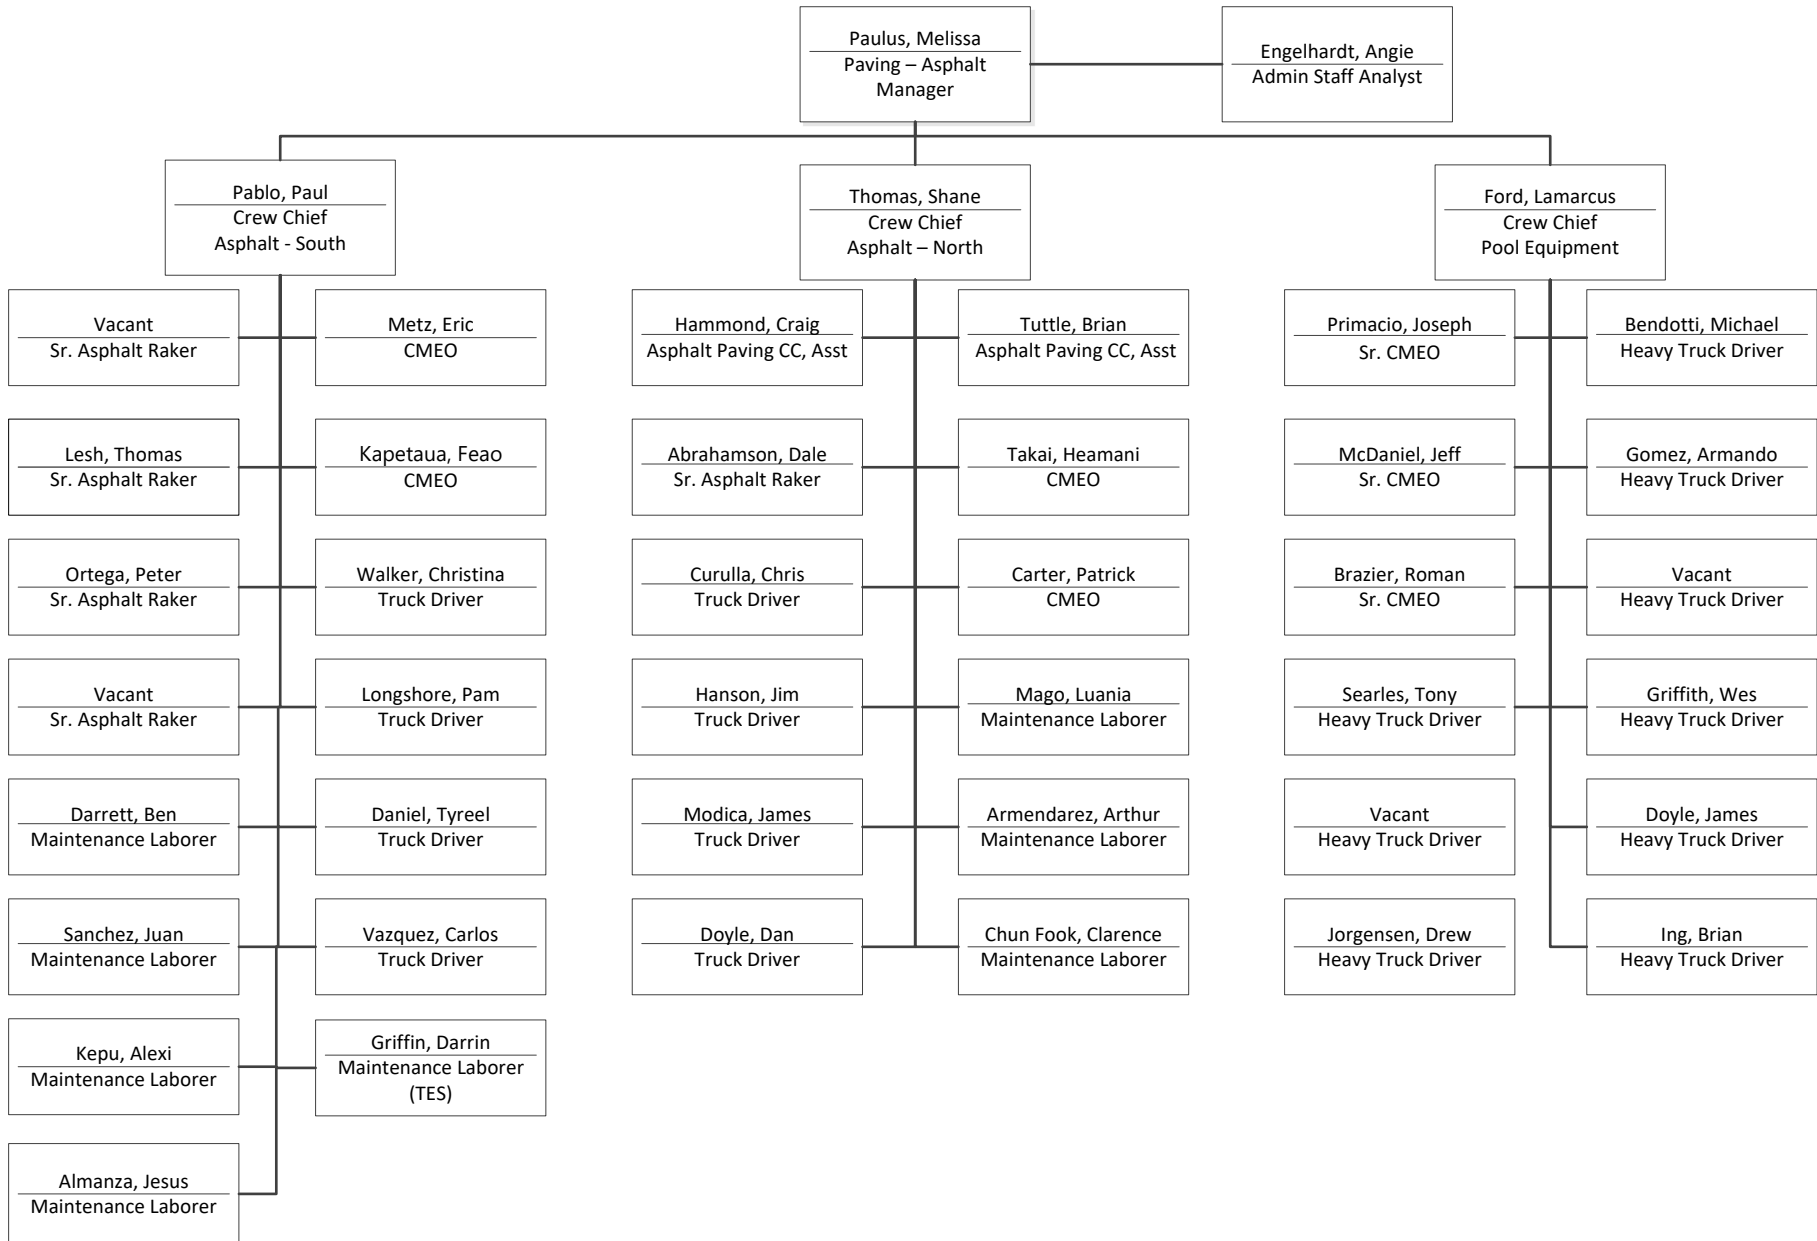 Paulus, Melissa
Paving – Asphalt
Manager
Engelhardt, Angie
Admin Staff Analyst
Pablo, Paul
Crew Chief
Asphalt - South
Thomas, Shane
Crew Chief
Asphalt – North
Ford, Lamarcus
Crew Chief
Pool Equipment
Vacant
Sr. Asphalt Raker
Metz, Eric
CMEO
Hammond, Craig
Asphalt Paving CC, Asst
Tuttle, Brian
Asphalt Paving CC, Asst
Primacio, Joseph
Sr. CMEO
Bendotti, Michael
Heavy Truck Driver
Lesh, Thomas
Sr. Asphalt Raker
Kapetaua, Feao
CMEO
Abrahamson, Dale
Sr. Asphalt Raker
Takai, Heamani
CMEO
McDaniel, Jeff
Sr. CMEO
Gomez, Armando
Heavy Truck Driver
Ortega, Peter
Sr. Asphalt Raker
Walker, Christina
Truck Driver
Curulla, Chris
Truck Driver
Carter, Patrick
CMEO
Brazier, Roman
Sr. CMEO
Vacant
Heavy Truck Driver
Vacant
Sr. Asphalt Raker
Longshore, Pam
Truck Driver
Hanson, Jim
Truck Driver
Mago, Luania
Maintenance Laborer
Searles, Tony
Heavy Truck Driver
Griffith, Wes
Heavy Truck Driver
Darrett, Ben
Maintenance Laborer
Daniel, Tyreel
Truck Driver
Modica, James
Truck Driver
Armendarez, Arthur
Maintenance Laborer
Vacant
Heavy Truck Driver
Doyle, James
Heavy Truck Driver
Sanchez, Juan
Maintenance Laborer
Vazquez, Carlos
Truck Driver
Doyle, Dan
Truck Driver
Chun Fook, Clarence
Maintenance Laborer
Jorgensen, Drew
Heavy Truck Driver
Ing, Brian
Heavy Truck Driver
Kepu, Alexi
Maintenance Laborer
Griffin, Darrin
Maintenance Laborer
(TES)
Almanza, Jesus
Maintenance Laborer